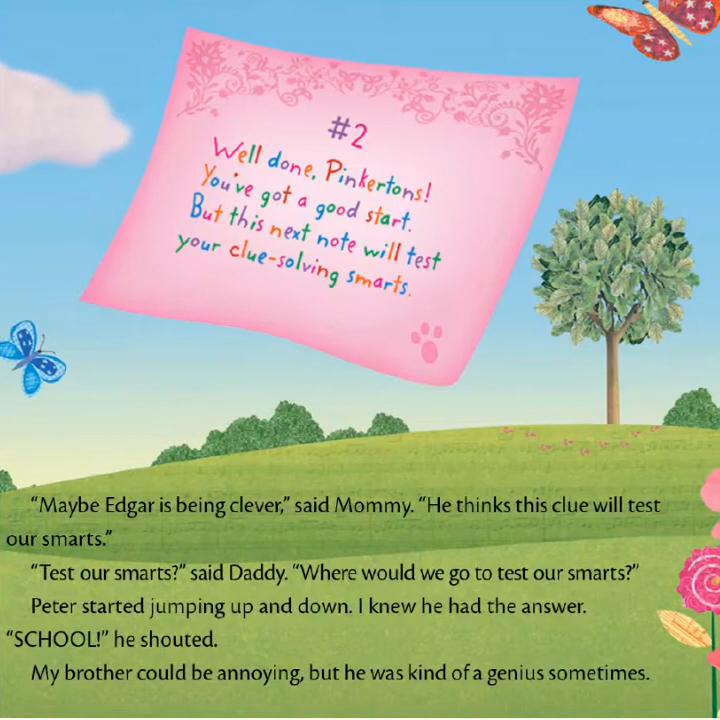 #2
Well done, Pinkertons!
You've got a good start.
But this next note will test
your clue-solving smarts.
“Maybe Edgar is being clever,” said Mommy. “He thinks this clue will test
our smarts.”
“Test our smarts?” said Daddy. “Where would we go to test our smarts?”
Peter started jumping up and down. I knew he had the answer.
“SCHOOL!” he shouted.
My brother could be annoying, but he was kind of a genius sometimes.